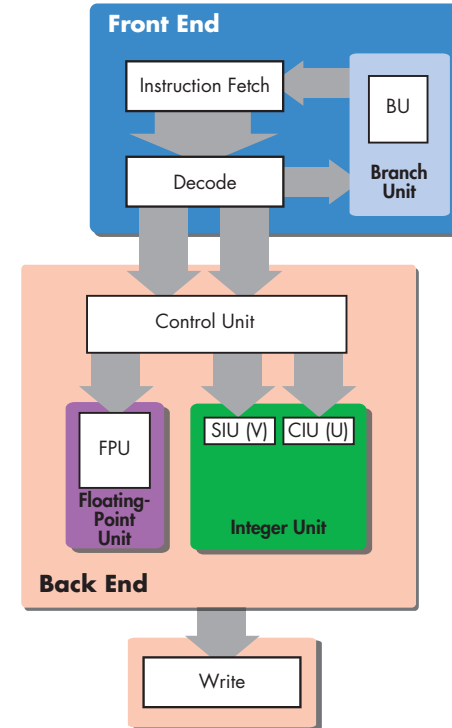 Front End
Instruction Fetch
BU
Decode
Branch
Unit
Control Unit
FPU
SIU (V)
CIU (U)
Floating-
Point
Unit
Integer Unit
Back End
Write